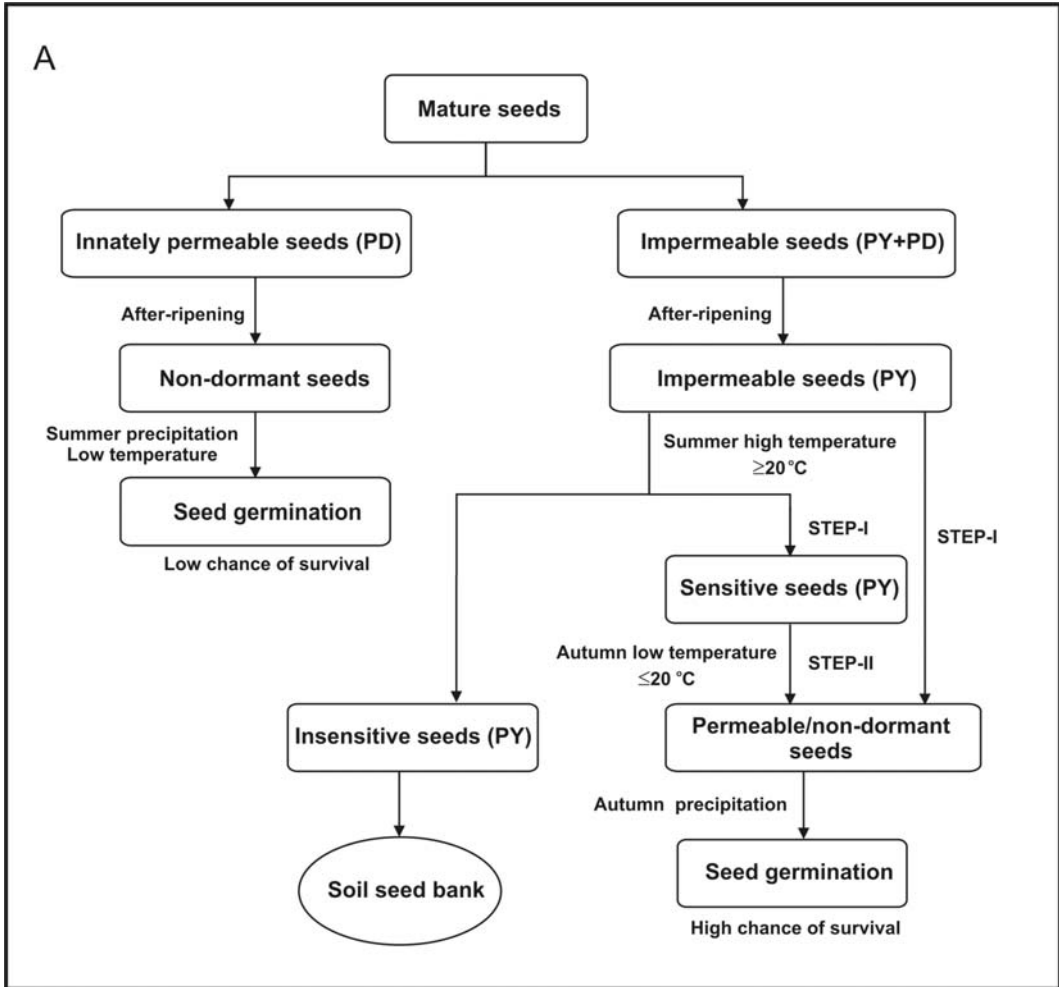 A
Mature seeds
Innately permeable seeds (PD)
Impermeable seeds (PY+PD)
After-ripening
After-ripening
Non-dormant seeds
Impermeable seeds (PY)
Summer precipitation
Low temperature
Summer high temperature
≥20 °C
Seed germination
Low chance of survival
STEP-I
STEP-I
Sensitive seeds (PY)
Autumn low temperature
≤20 °C
STEP-II
Insensitive seeds (PY)
Permeable/non-dormant
seeds
Autumn precipitation
Soil seed bank
Seed germination
High chance of survival